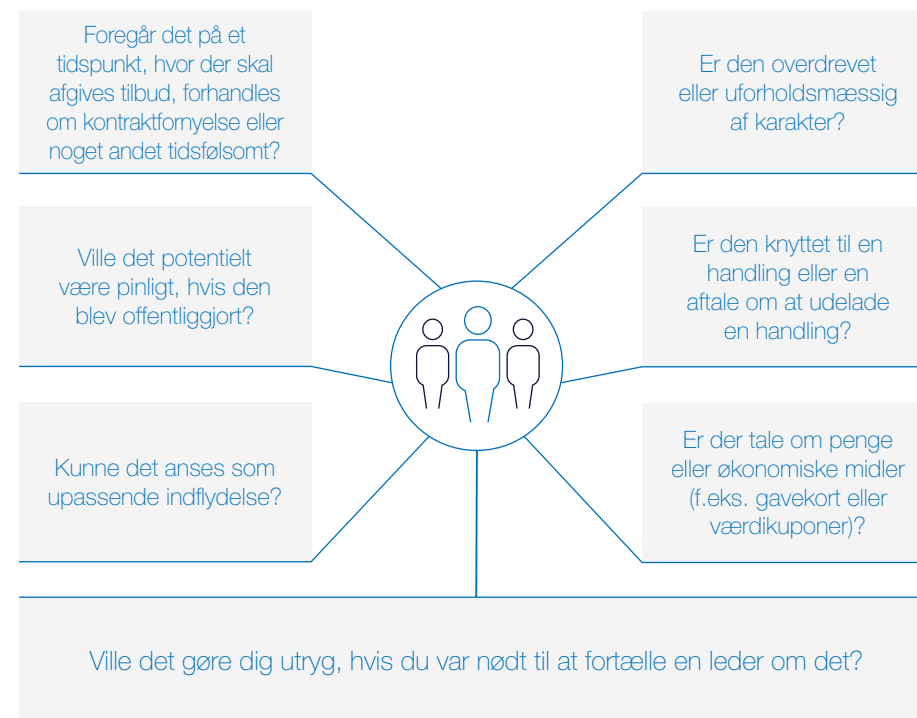 Foregår det på et
tidspunkt, hvor der skal
afgives tilbud, forhandles
om kontraktfornyelse eller
noget andet tidsfølsomt?
Er den overdrevet
eller uforholdsmæssig
af karakter?
Ville det potentielt
være pinligt, hvis den
blev offentliggjort?
Er den knyttet til en
handling eller en
aftale om at udelade
en handling?
Kunne det anses som
upassende indflydelse?
Er der tale om penge
eller økonomiske midler
(f.eks. gavekort eller
værdikuponer)?
Ville det gøre dig utryg, hvis du var nødt til at fortælle en leder om det?